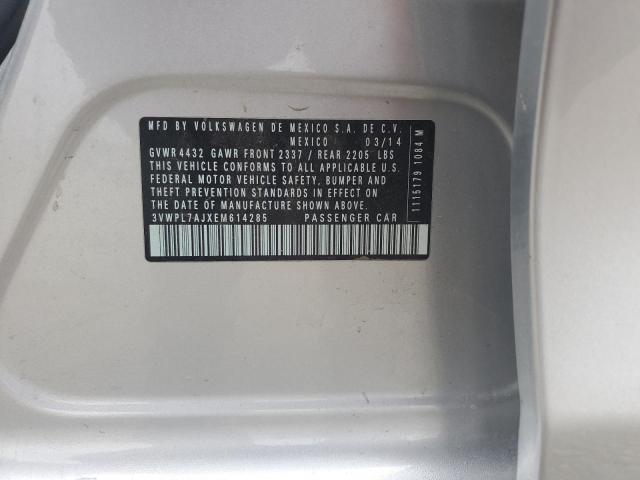 MFD BY VOLKSWAGEN DE MEXICO S.A. DE C.V.
MEXICO 03/14
GVWR 4432 GAWR FRONT 2337 / REAR 2205 LBS
THIS VEHICLE CONFORMS TO ALL APPLICABLE U.S.
FEDERAL MOTOR VEHICLE SAFETY, BUMPER AND
THEFT PREVENTION STANDARDS IN EFFECT ON
THE DATE OF MANUFACTURE SHOWN ABOVE.
3VWPL7AJXEM614285 PASSENGER CAR
1115179 1084 M